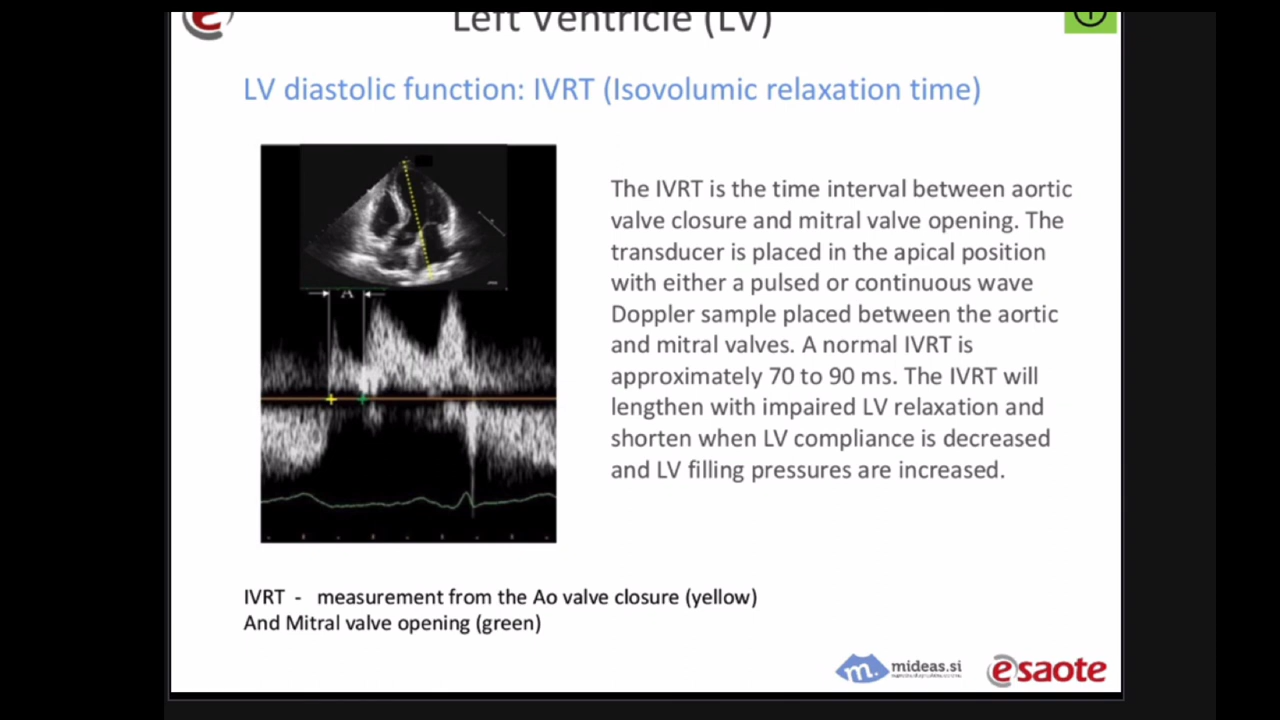 Left Ventricle (LV)
LV diastolic function: IVRT (Isovolumic relaxation time)
A
The IVRT is the time interval between aortic
valve closure and mitral valve opening. The
transducer is placed in the apical position
with either a pulsed or continuous wave
Doppler sample placed between the aortic
and mitral valves. A normal IVRT is
approximately 70 to 90 ms. The IVRT will
lengthen with impaired LV relaxation and
shorten when LV compliance is decreased
and LV filling pressures are increased.
IVRT - measurement from the Ao valve closure (yellow)
And Mitral valve opening (green)
m. mideas.si
esaote